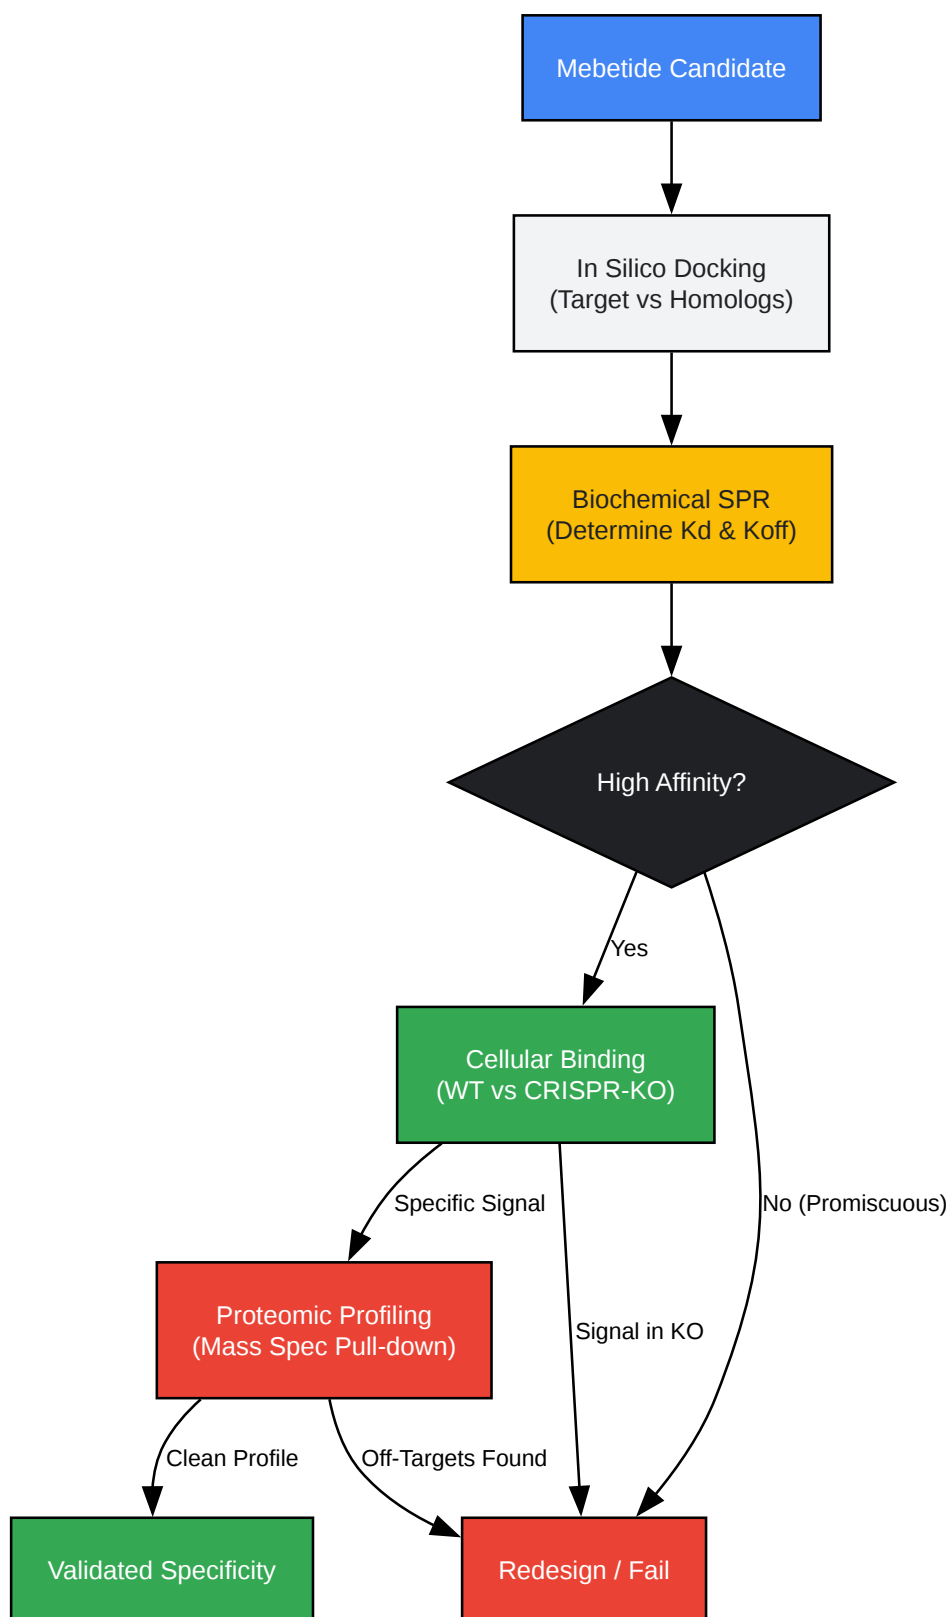 Mebetide Candidate
In Silico Docking
(Target vs Homologs)
Biochemical SPR
(Determine Kd & Koff)
High Affinity?
Yes
Cellular Binding
(WT vs CRISPR-KO)
Specific Signal
No (Promiscuous)
Proteomic Profiling
(Mass Spec Pull-down)
Signal in KO
Clean Profile
Off-Targets Found
Validated Specificity
Redesign / Fail